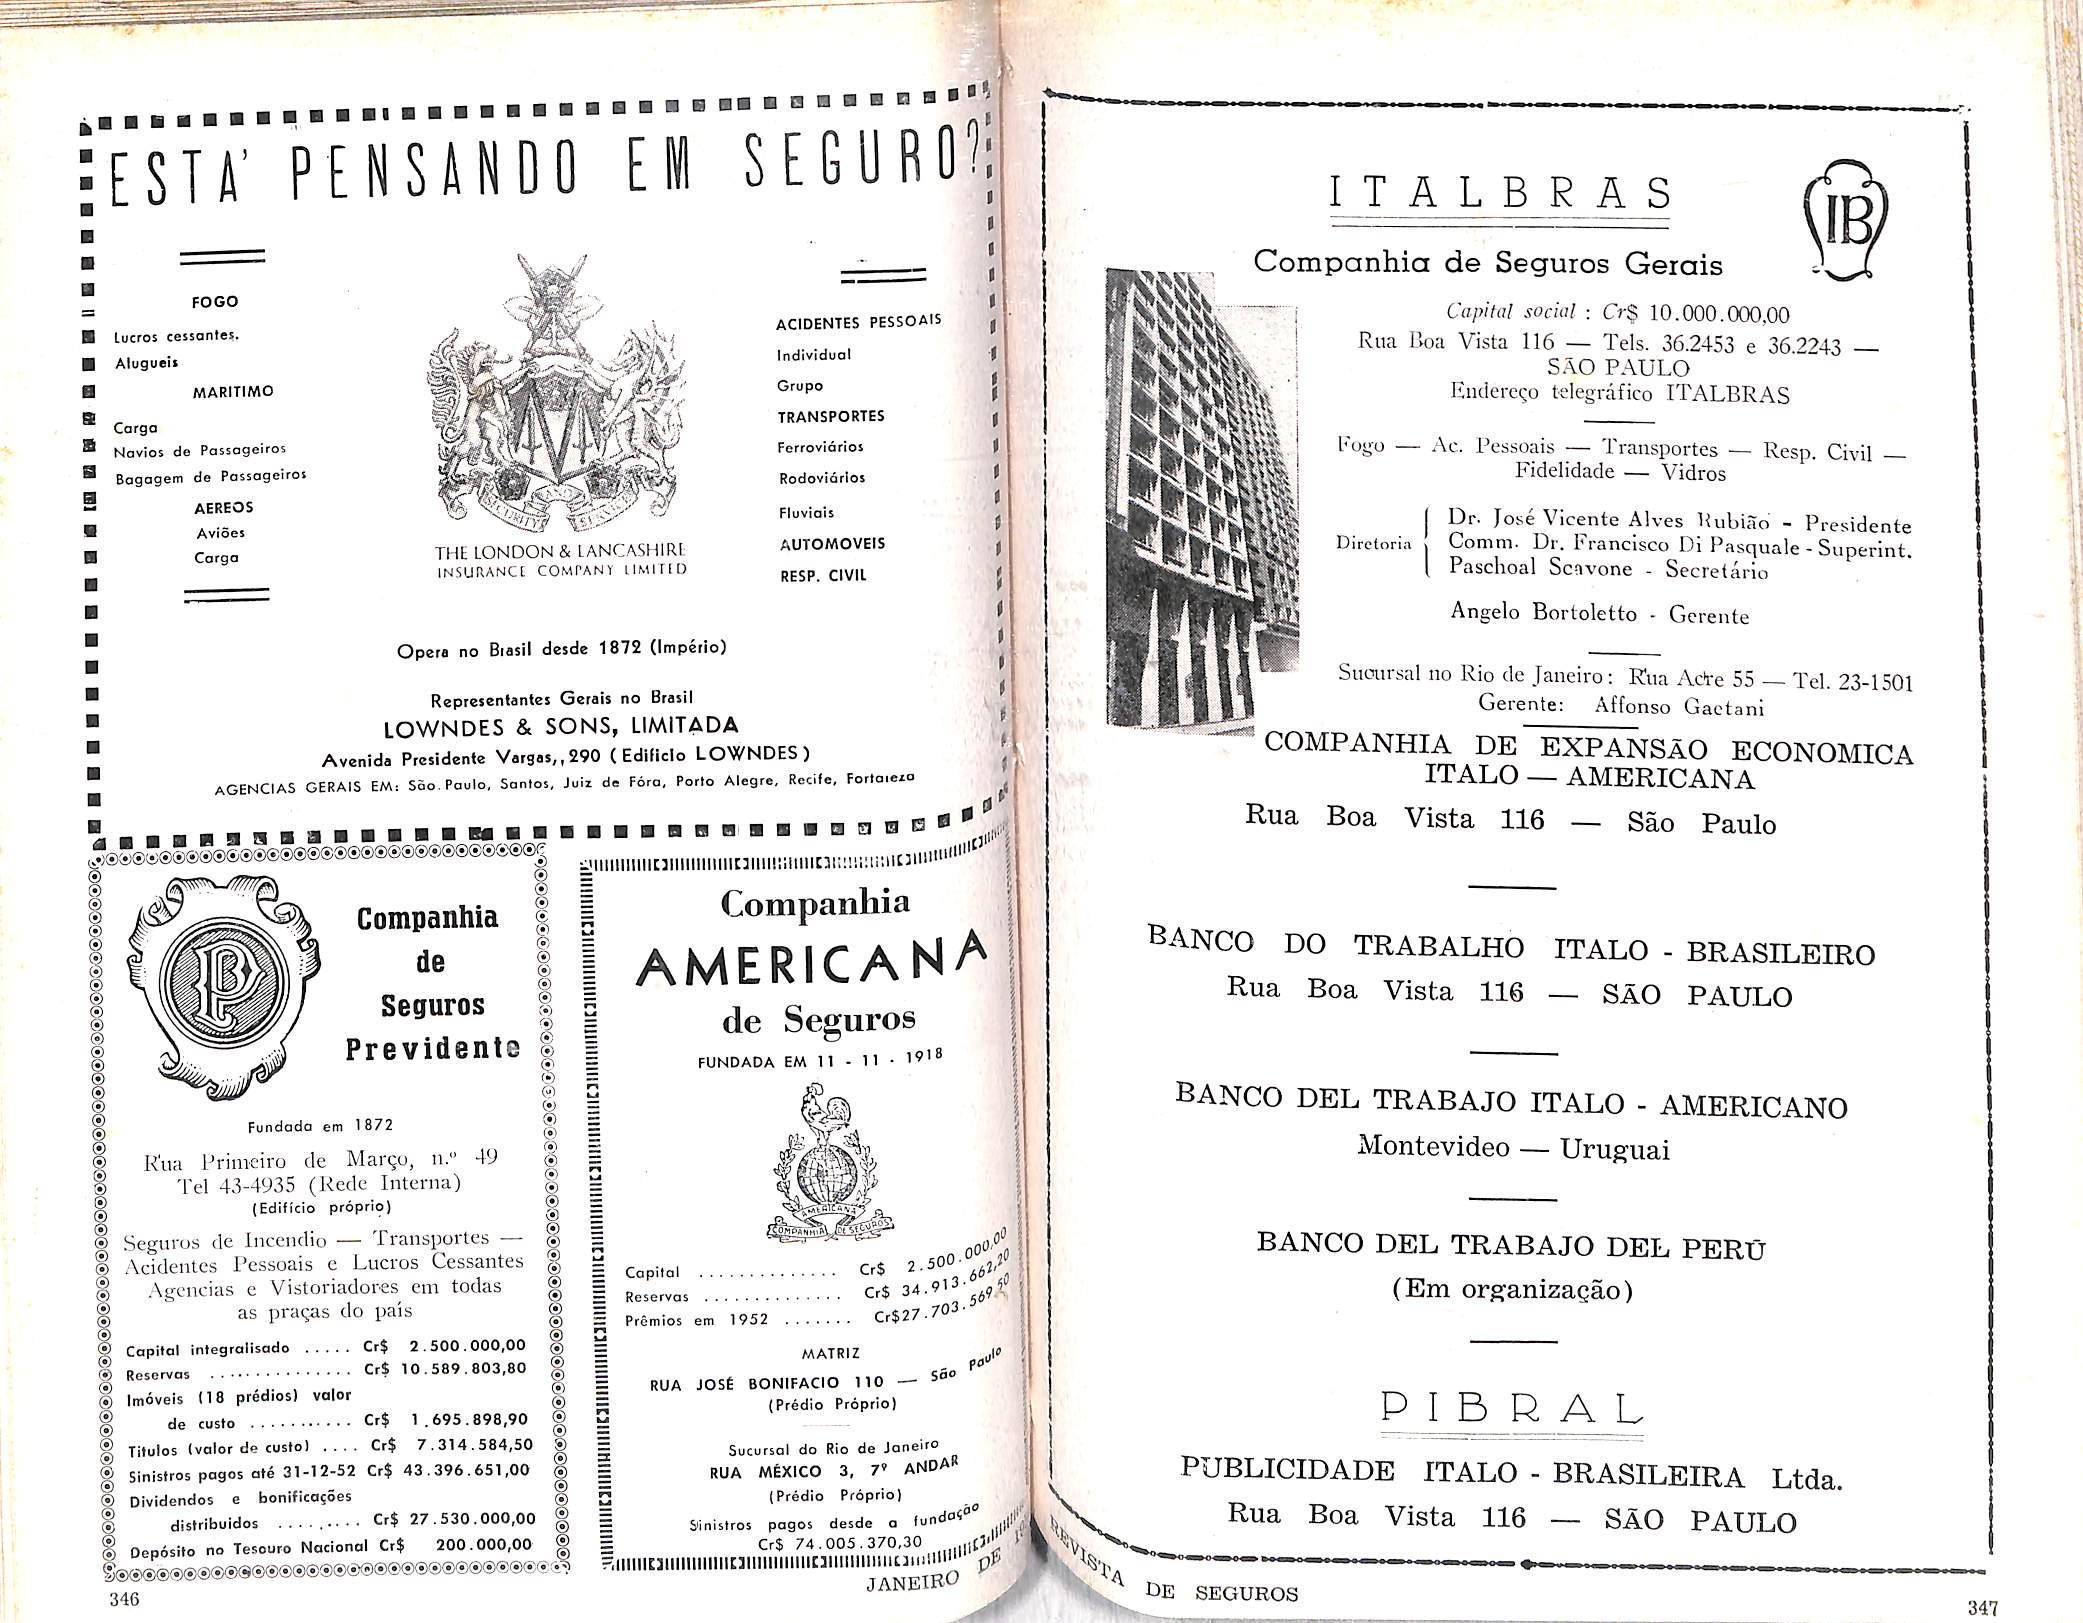 ESTA' PENSANDO EM SEGURO?
FOGO
Lucros cessantes.
Alugueis
MARITIMO
Carga
Navios de Passageiros
Bagagem de Passageiros
AEREOS
Aviões
Carga
SECURITY AND SERVICE
THE LONDON & LANCASHIRE
INSURANCE COMPANY LIMITED
ACIDENTES PESSOAIS
Individual
Grupo
TRANSPORTES
Ferroviários
Rodoviários
Fluviais
AUTOMOVEIS
RESP. CIVIL
Opera no Brasil desde 1872 (Império)
Representantes Gerais no Brasil
LOWNDES & SONS, LIMITADA
Avenida Presidente Vargas,,290 (Edificio LOWNDES)
AGENCIAS GERAIS EM: São.Paulo, Santos, Juiz de Fóra, Porto Alegre, Recife, Fortaleza
Companhia
de
Seguros
Previdente
Fundada em 1872
Rua Primeiro de Março, n.º 49
Tel 43-4935 (Rede Interna)
(Edifício próprio)
Seguros de Incendio — Transportes —
Acidentes Pessoais e Lucros Cessantes
Agencias e Vistoriadores em todas
as praças do país
Capital integralisado ..... Cr$ 2.500.000,00
Reservas ............... Cr$ 10.589.803,80
Imóveis (18 prédios) valor
de custo ........... Cr$ 1.695.898,90
Titulos (valor de custo) .... Cr$ 7.314.584,50
Sinistros pagos até 31-12-52 Cr$ 43.396.651,00
Dividendos e bonificações
distribuidos ......... Cr$ 27.530.000,00
Depósito no Tesouro Nacional Cr$ 200.000,00
346
Companhia
AMERICANA
de Seguros
FUNDADA EM 11 - 11 - 1918
AMERICANA
COMPANHIA DE SEGUROS
Capital .............. Cr$ 2.500.000,00
Reservas .............. Cr$ 34.913.662,20
Prêmios em 1952 ....... Cr$27.703.569,50
MATRIZ
RUA JOSÉ BONIFACIO 110 — São Paulo
(Prédio Próprio)
Sucursal do Rio de Janeiro
RUA MÉXICO 3, 7º ANDAR
(Prédio Próprio)
Sinistros pagos desde a fundação
Cr$ 74.005.370,30
JANEIRO DE
ITALBRAS
IB
Companhia de Seguros Gerais
Capital social : Cr$ 10.000.000,00
Rua Boa Vista 116 — Tels. 36.2453 e 36.2243 —
SÃO PAULO
Endereço telegráfico ITALBRAS
Fogo — Ac. Pessoais — Transportes — Resp. Civil —
Fidelidade — Vidros
Diretoria
Dr. José Vicente Alves Rubião - Presidente
Comm. Dr. Francisco Di Pasquale - Superint.
Paschoal Scavone - Secretário
Angelo Bortoletto - Gerente
Sucursal no Rio de Janeiro: Rua Acre 55 — Tel. 23-1501
Gerente: Affonso Gaetani
COMPANHIA DE EXPANSÃO ECONOMICA
ITALO — AMERICANA
Rua Boa Vista 116 — São Paulo
BANCO DO TRABALHO ITALO - BRASILEIRO
Rua Boa Vista 116 — SÃO PAULO
BANCO DEL TRABAJO ITALO - AMERICANO
Montevideo — Uruguai
BANCO DEL TRABAJO DEL PERÛ
(Em organização)
PIBRAL
PUBLICIDADE ITALO - BRASILEIRA Ltda.
Rua Boa Vista 116 — SÃO PAULO
REVISTA DE SEGUROS
347